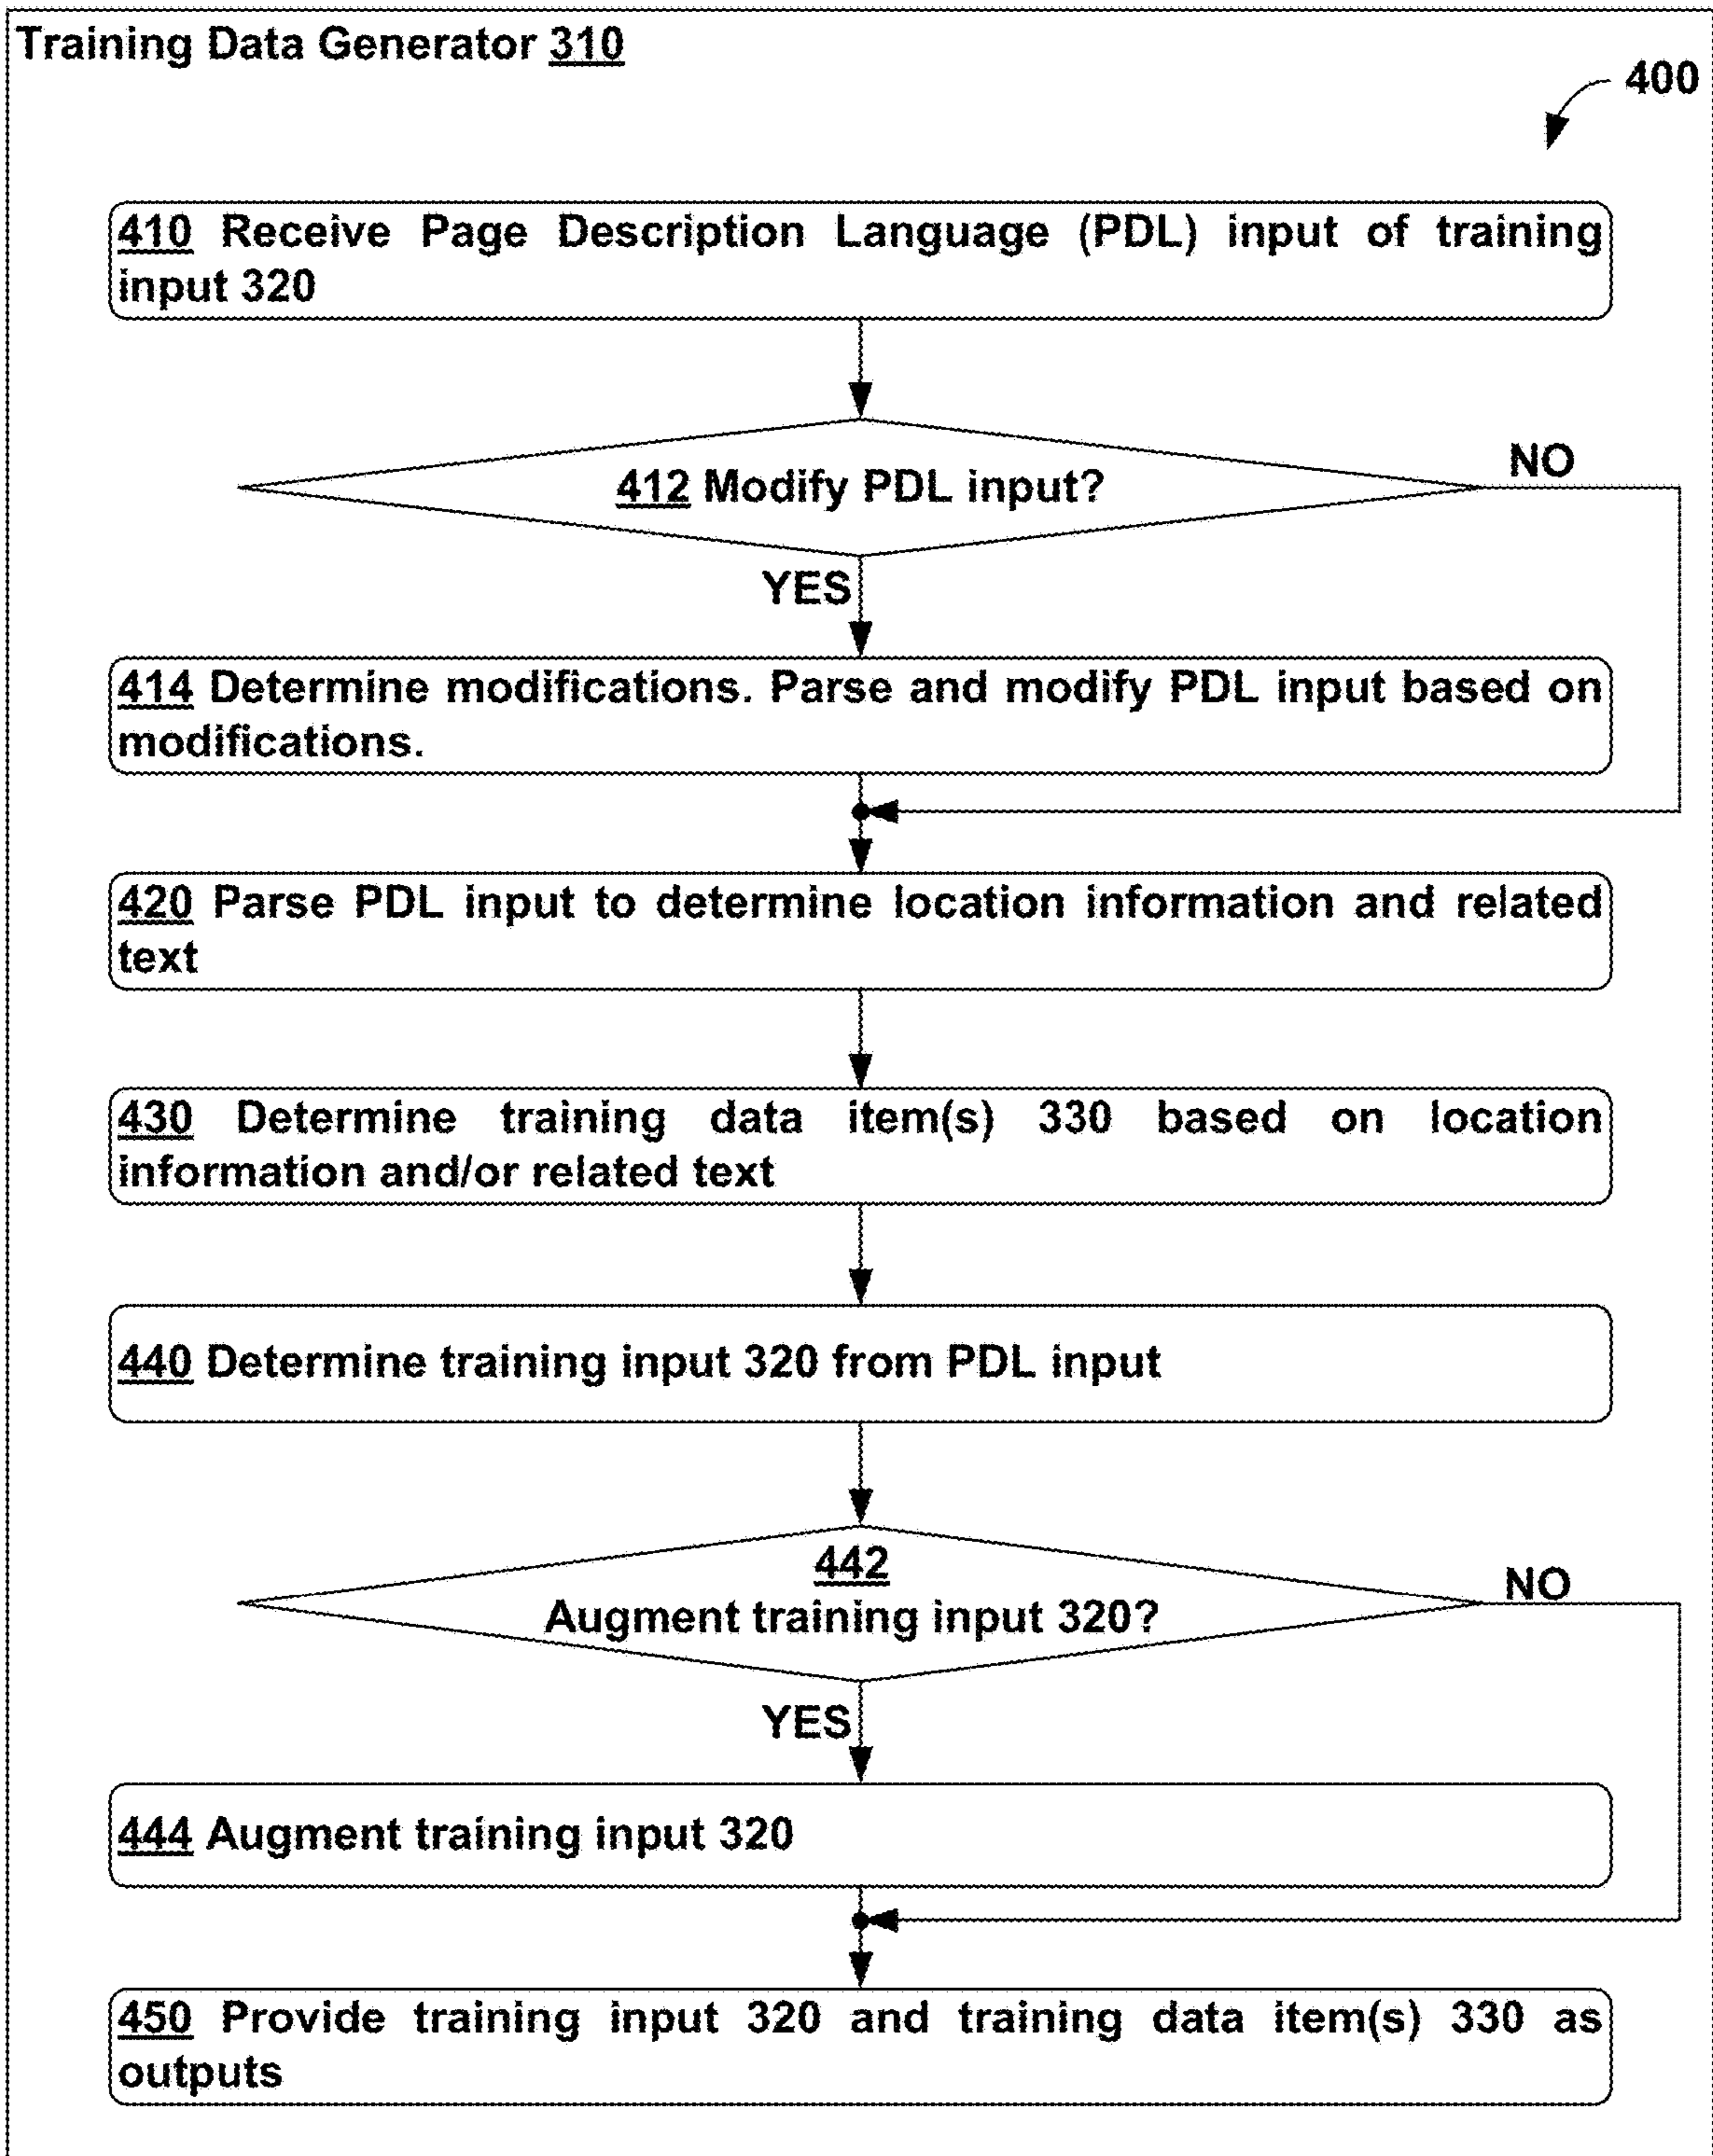 Training Data Generator 310
400
410 Receive Page Description Language (PDL) input of training
input 320
412 Modify PDL input?
NO
YES
414 Determine modifications. Parse and modify PDL input based on
modifications.
420 Parse PDL input to determine location information and related
text
430 Determine training data item(s) 330 based on location
information and/or related text
440 Determine training input 320 from PDL input
442
Augment training input 320?
NO
YES
444 Augment training input 320
450 Provide training input 320 and training data item(s) 330 as
outputs